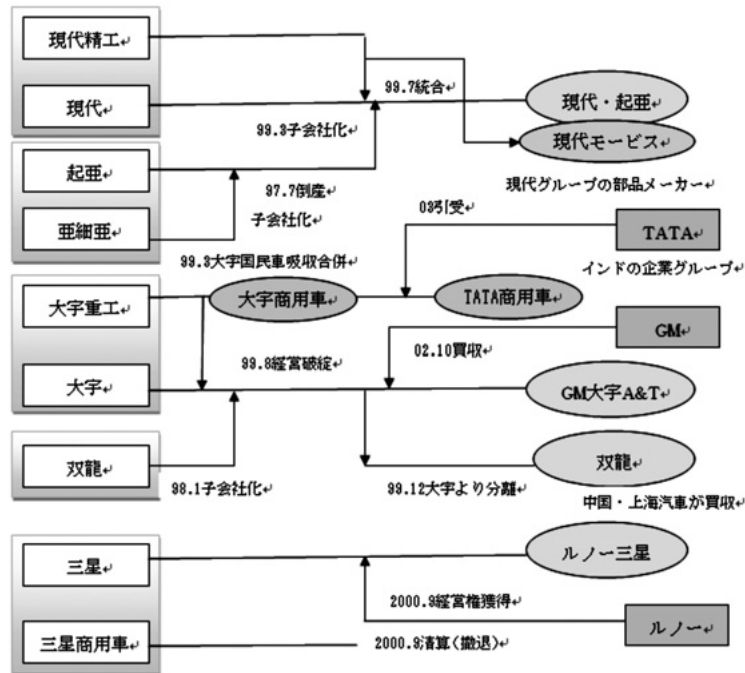 現代精工↵
99.7統合↵
現代↵
現代・起亜↵
99.3子会社化↵
現代モービス↵
起亜↵
97.7倒産↵
現代グループの部品メーカー↵
子会社化↵
03引受↵
亜細亜↵
TATA↵
99.3大宇国民車吸収合併↵
インドの企業グループ↵
大宇重工↵
大宇商用車↵
TATA商用車↵
GM↵
99.8経営破綻↵
02.10買収↵
大宇↵
GM大宇A&T↵
双龍↵
双龍↵
98.1子会社化↵
99.12大宇より分離↵
中国・上海汽車が買収↵
三星↵
ルノー三星↵
2000.9経営権獲得↵
ルノー↵
三星商用車↵
2000.9清算(撤退)↵